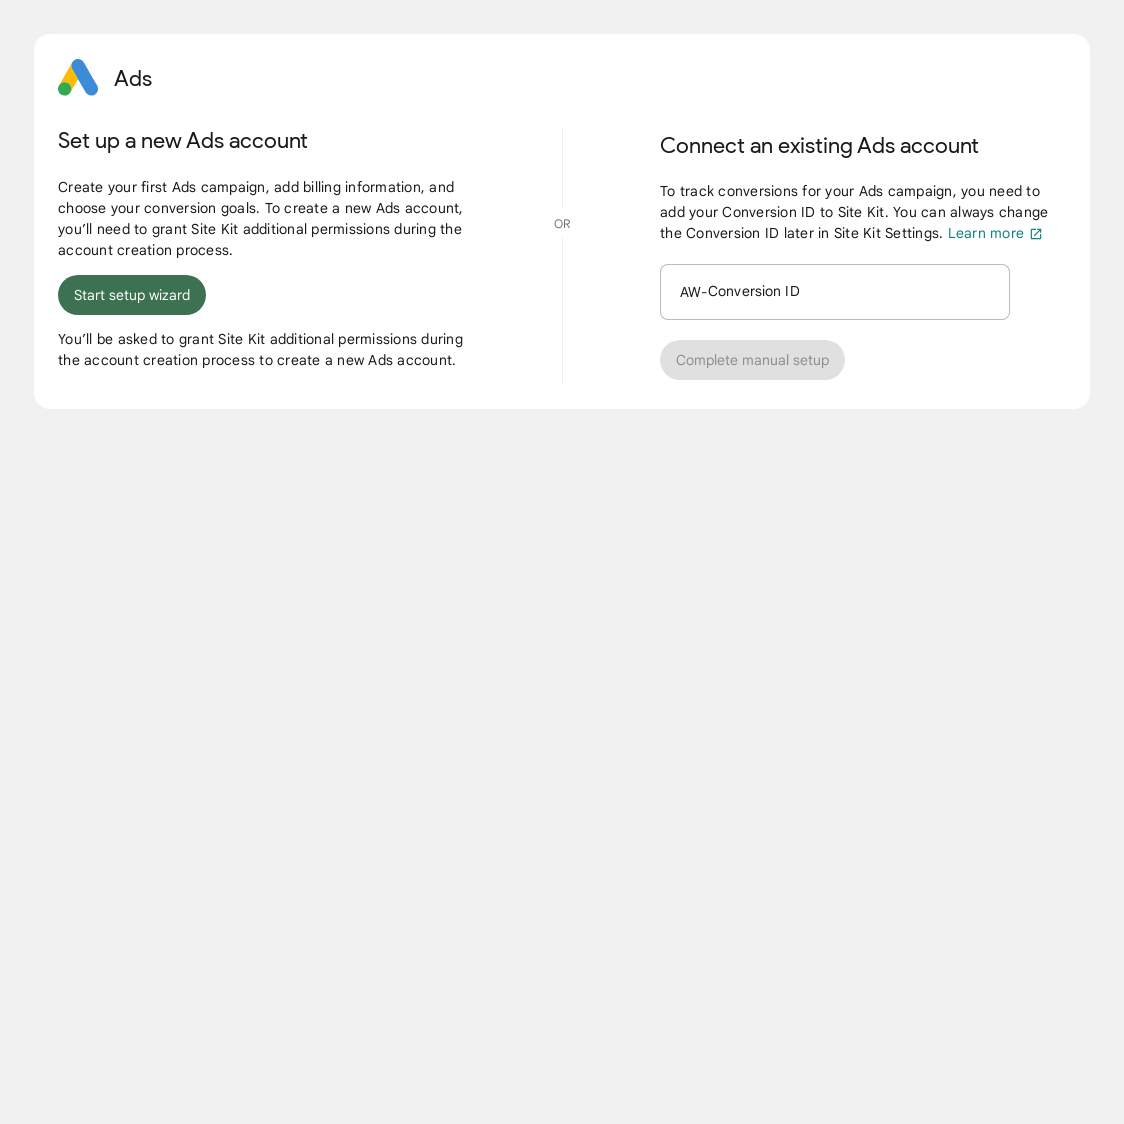 Ads
Set up a new Ads account
Create your first Ads campaign, add billing information, and
choose your conversion goals. To create a new Ads account,
you’ll need to grant Site Kit additional permissions during the
account creation process.
Start setup wizard
You’ll be asked to grant Site Kit additional permissions during
the account creation process to create a new Ads account.
OR
Connect an existing Ads account
To track conversions for your Ads campaign, you need to
add your Conversion ID to Site Kit. You can always change
the Conversion ID later in Site Kit Settings. Learn more
AW-Conversion ID
Complete manual setup